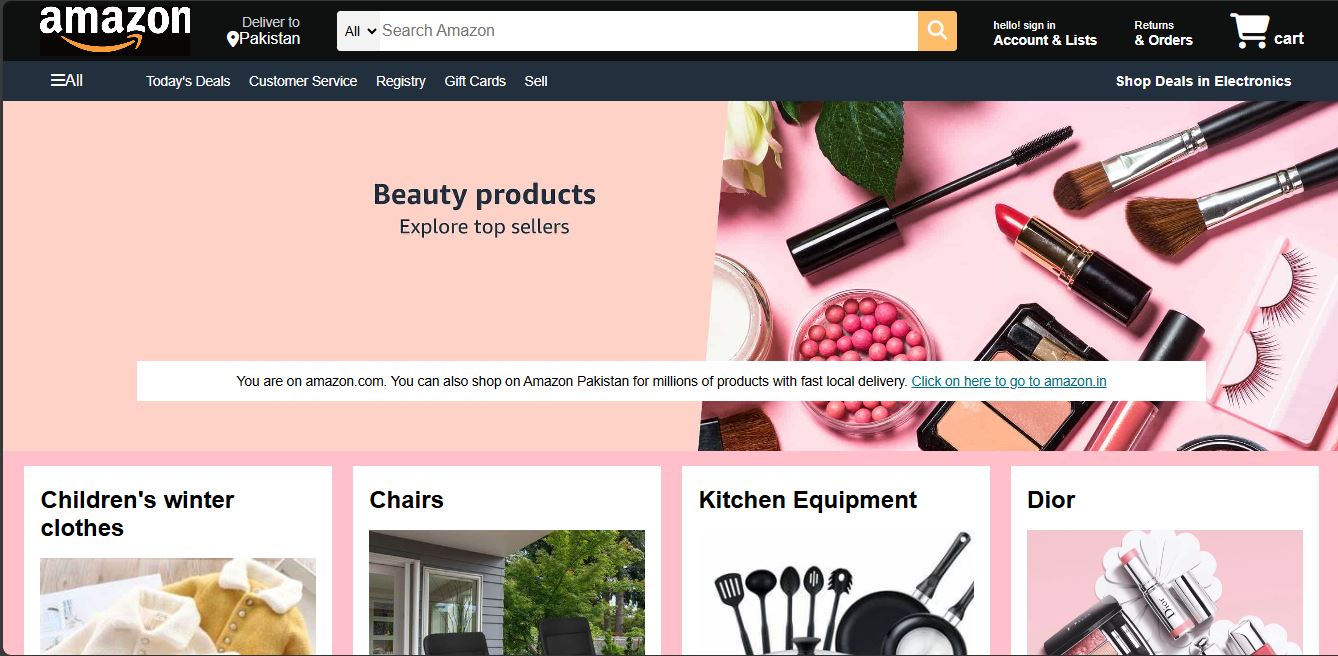 amazon
Deliver to
Pakistan
All
Search Amazon
hello! sign in
Account & Lists
Returns
& Orders
cart
All
Today's Deals
Customer Service
Registry
Gift Cards
Sell
Shop Deals in Electronics
Beauty products
Explore top sellers
You are on amazon.com. You can also shop on Amazon Pakistan for millions of products with fast local delivery. Click on here to go to amazon.in
Children's winter
clothes
Chairs
Kitchen Equipment
Dior
Dior